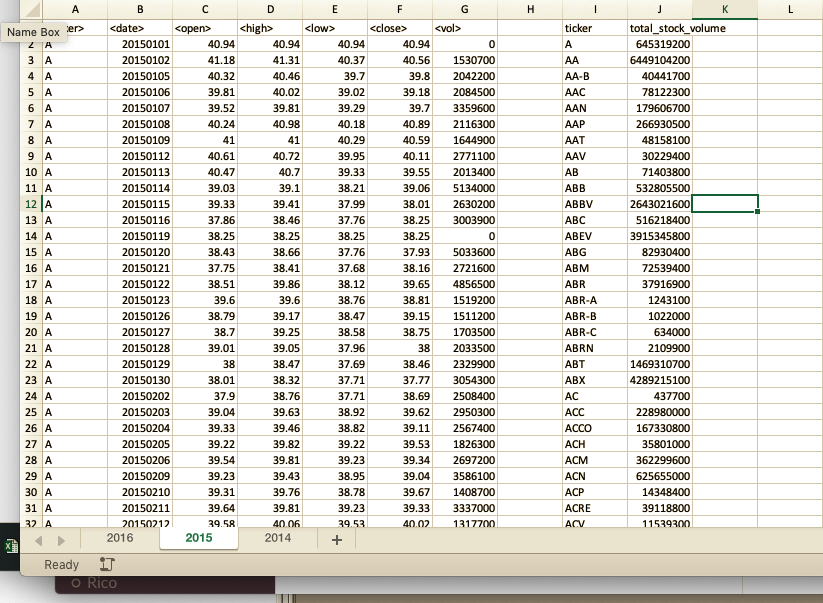 A B C D E F G H I J K L
Name Box ker> <date> <open> <high> <low> <close> <vol> ticker total_stock_volume
2 A 20150101 40.94 40.94 40.94 40.94 0 A 645319200
3 A 20150102 41.18 41.31 40.37 40.56 1530700 AA 6449104200
4 A 20150105 40.32 40.46 39.7 39.8 2042200 AA-B 40441700
5 A 20150106 39.81 40.02 39.02 39.18 2084500 AAC 78122300
6 A 20150107 39.52 39.81 39.29 39.7 3359600 AAN 179606700
7 A 20150108 40.24 40.98 40.18 40.89 2116300 AAP 266930500
8 A 20150109 41 41 40.29 40.59 1644900 AAT 48158100
9 A 20150112 40.61 40.72 39.95 40.11 2771100 AAV 30229400
10 A 20150113 40.47 40.7 39.33 39.55 2013400 AB 71403800
11 A 20150114 39.03 39.1 38.21 39.06 5134000 ABB 532805500
12 A 20150115 39.33 39.41 37.99 38.01 2630200 ABBV 2643021600
13 A 20150116 37.86 38.46 37.76 38.25 3003900 ABC 516218400
14 A 20150119 38.25 38.25 38.25 38.25 0 ABEV 3915345800
15 A 20150120 38.43 38.66 37.76 37.93 5033600 ABG 82930400
16 A 20150121 37.75 38.41 37.68 38.16 2721600 ABM 72539400
17 A 20150122 38.51 39.86 38.12 39.65 4856500 ABR 37916900
18 A 20150123 39.6 39.6 38.76 38.81 1519200 ABR-A 1243100
19 A 20150126 38.79 39.17 38.47 39.15 1511200 ABR-B 1022000
20 A 20150127 38.7 39.25 38.58 38.75 1703500 ABR-C 634000
21 A 20150128 39.01 39.05 37.96 38 2033500 ABRN 2109900
22 A 20150129 38 38.47 37.69 38.46 2329900 ABT 1469310700
23 A 20150130 38.01 38.32 37.71 37.77 3054300 ABX 4289215100
24 A 20150202 37.9 38.76 37.71 38.69 2508400 AC 437700
25 A 20150203 39.04 39.63 38.92 39.62 2950300 ACC 228980000
26 A 20150204 39.33 39.46 38.82 39.11 2567400 ACCO 167330800
27 A 20150205 39.22 39.82 39.22 39.53 1826300 ACH 35801000
28 A 20150206 39.54 39.81 39.23 39.34 2697200 ACM 362299600
29 A 20150209 39.23 39.43 38.95 39.04 3586100 ACN 625655000
30 A 20150210 39.31 39.76 38.78 39.67 1408700 ACP 14348400
31 A 20150211 39.64 39.81 39.23 39.33 3337000 ACRE 39118800
32 A 20150212 39.58 40.06 39.53 40.02 1317700 ACV 11539300
2016 2015 2014 +
Ready
Rico